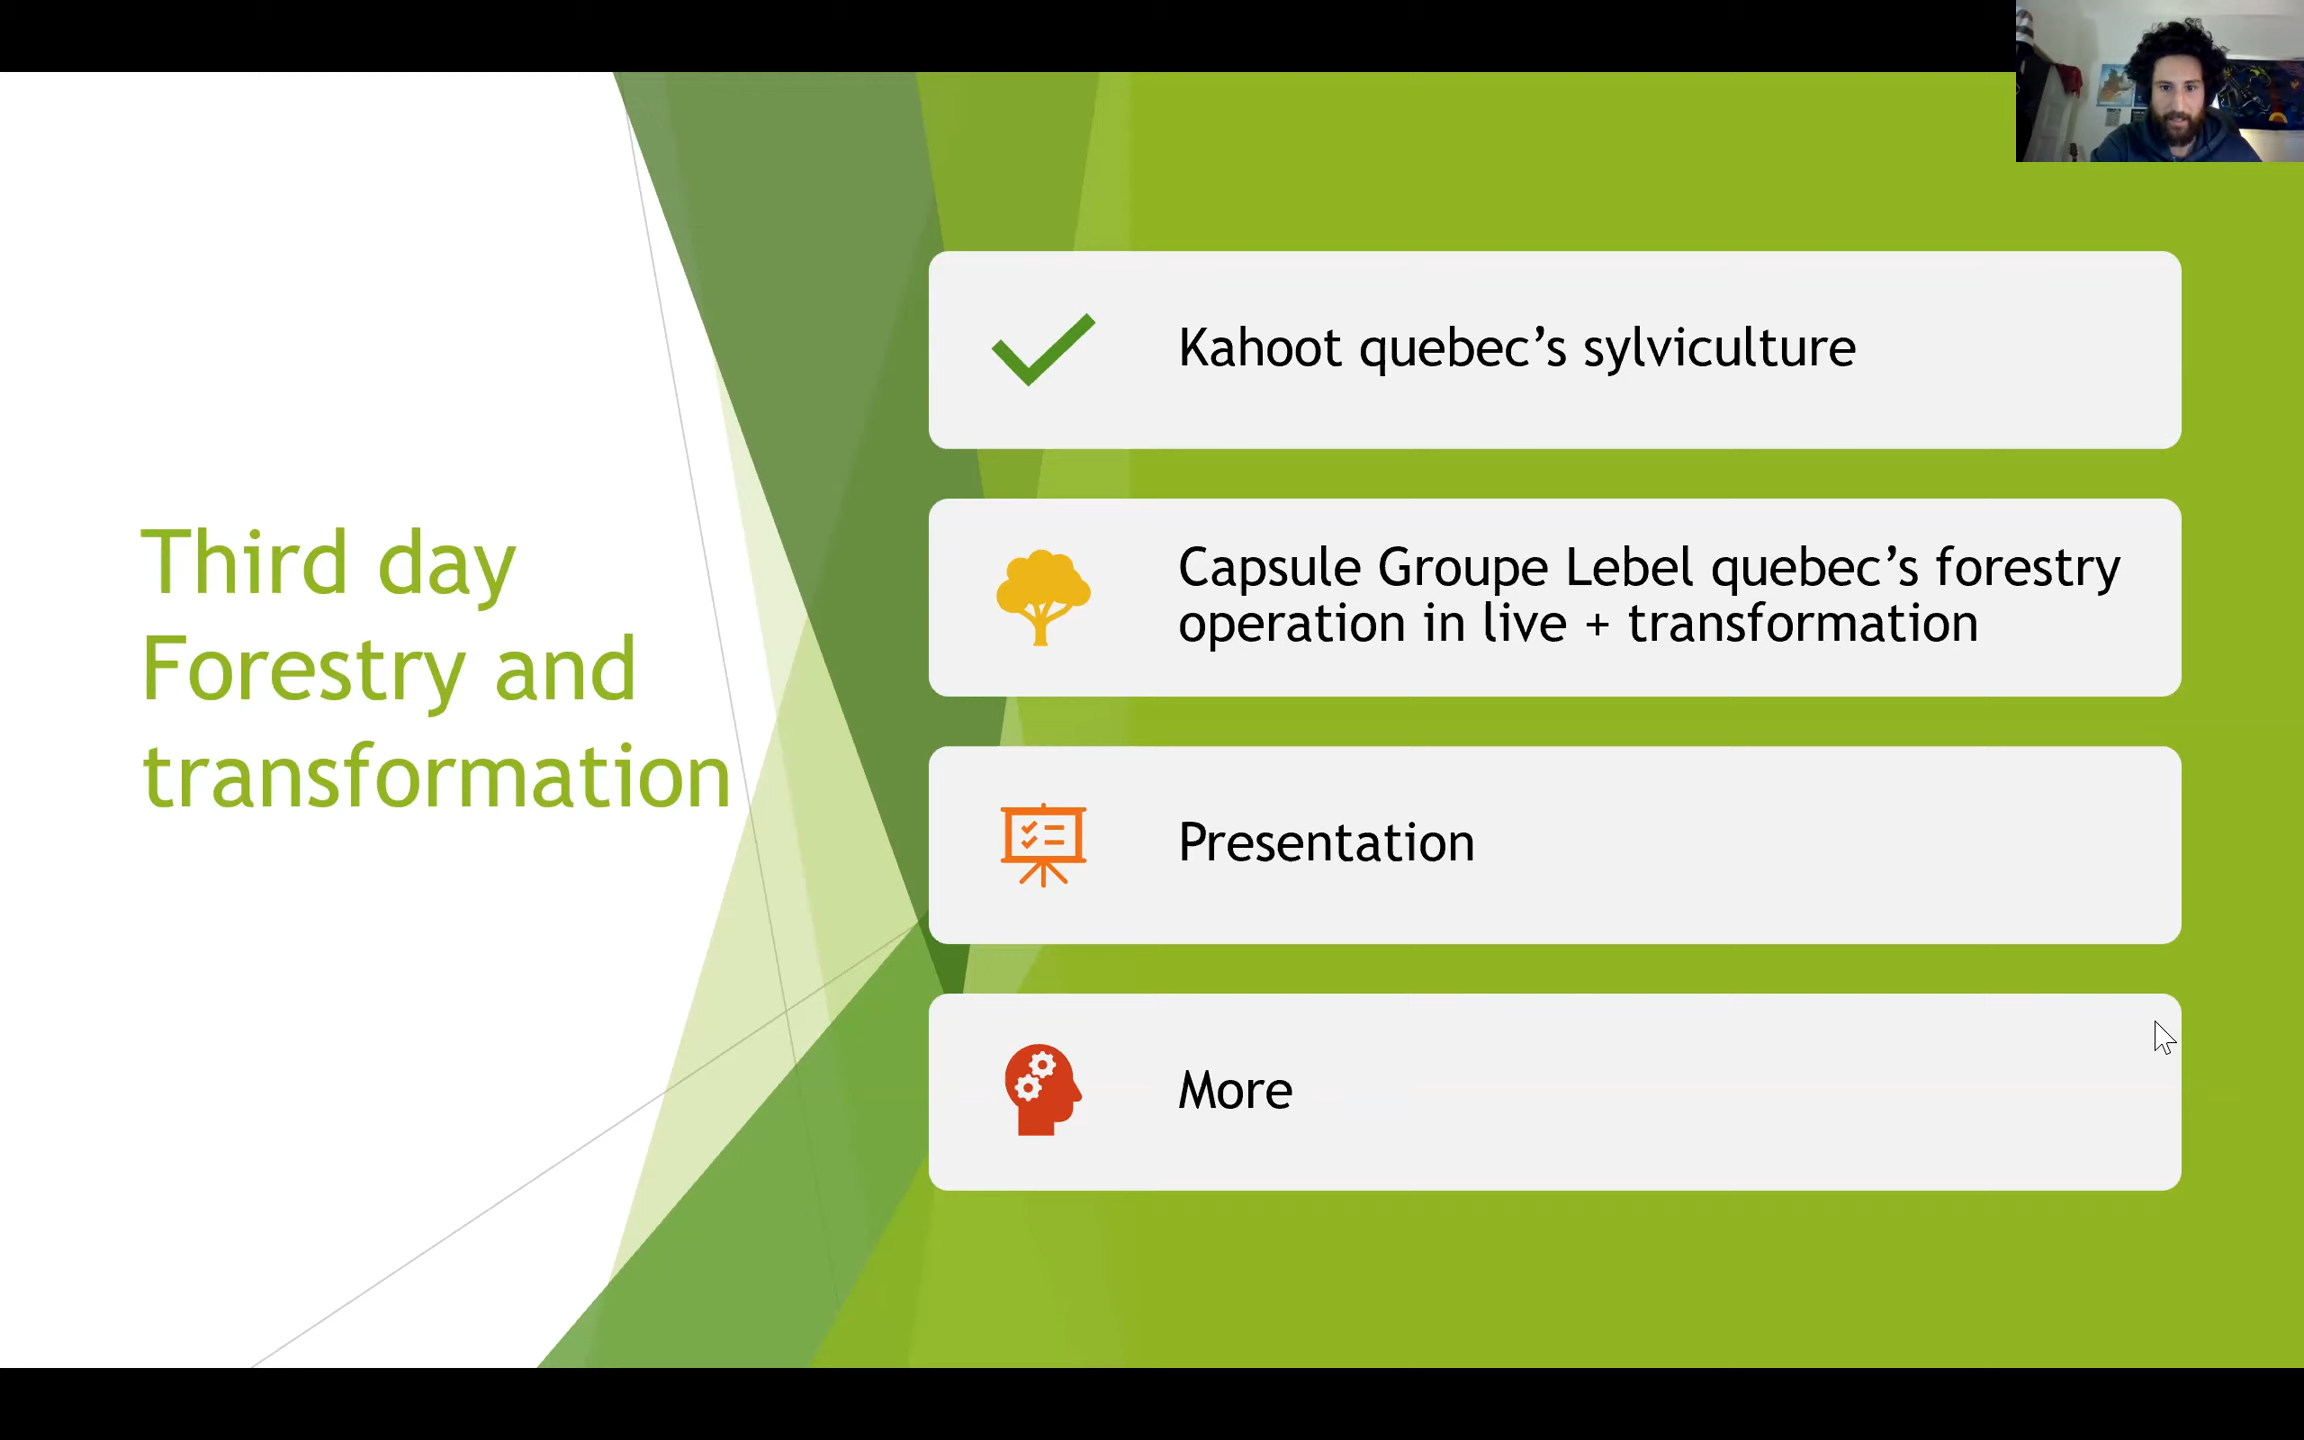 Third day
Forestry and
transformation
Kahoot quebec’s sylviculture
Capsule Groupe Lebel quebec’s forestry
operation in live + transformation
Presentation
More